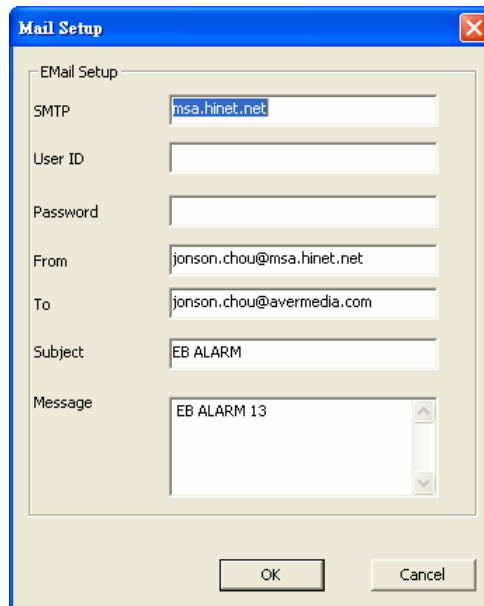 Mail Setup
EMail Setup
SMTP
msa.hinet.net
User ID
Password
From
jonson.chou@msa.hinet.net
To
jonson.chou@avermedia.com
Subject
EB ALARM
Message
EB ALARM 13
OK
Cancel